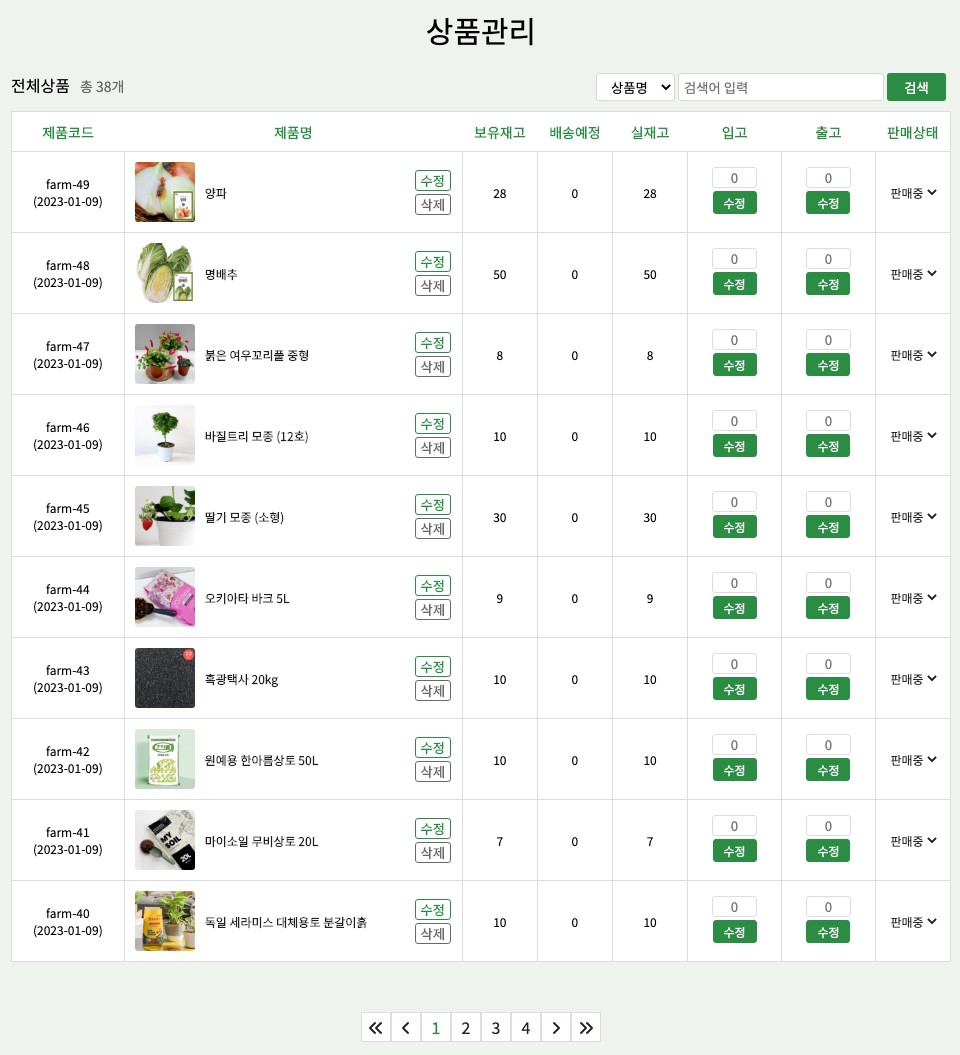 상품관리
전체상품 총 38개
상품명 검색어 입력 검색
제품코드 제품명 보유재고 배송예정 실재고 입고 출고 판매상태
farm-49
(2023-01-09)
양파
수정
삭제
28 0 28
0
수정
0
수정
판매중
farm-48
(2023-01-09)
명배추
수정
삭제
50 0 50
0
수정
0
수정
판매중
farm-47
(2023-01-09)
붉은 여우꼬리풀 중형
수정
삭제
8 0 8
0
수정
0
수정
판매중
farm-46
(2023-01-09)
바질트리 모종 (12호)
수정
삭제
10 0 10
0
수정
0
수정
판매중
farm-45
(2023-01-09)
딸기 모종 (소형)
수정
삭제
30 0 30
0
수정
0
수정
판매중
farm-44
(2023-01-09)
오키아타 바크 5L
수정
삭제
9 0 9
0
수정
0
수정
판매중
farm-43
(2023-01-09)
흑광택사 20kg
수정
삭제
10 0 10
0
수정
0
수정
판매중
farm-42
(2023-01-09)
원예용 한아름상토 50L
수정
삭제
10 0 10
0
수정
0
수정
판매중
farm-41
(2023-01-09)
MY
SOIL
20L
마이소일 무비상토 20L
수정
삭제
7 0 7
0
수정
0
수정
판매중
farm-40
(2023-01-09)
독일 세라미스 대체용토 분갈이흙
수정
삭제
10 0 10
0
수정
0
수정
판매중
1 2 3 4